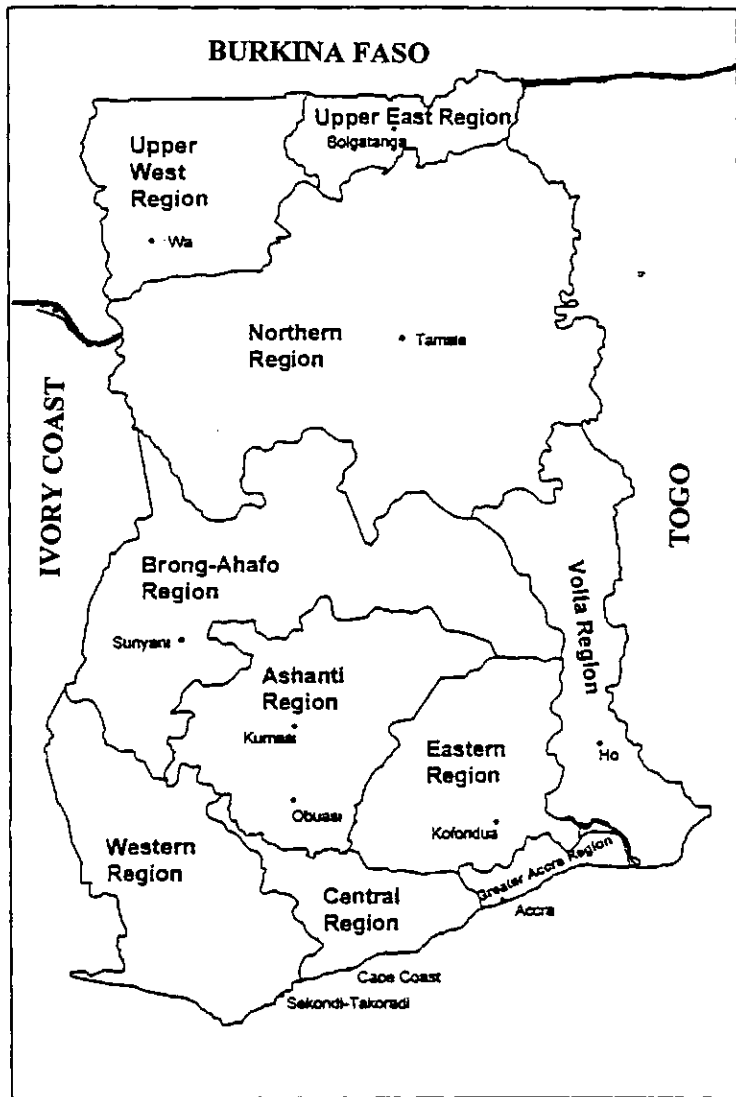 BURKINA FASO
Upper East Region
Bolgatanga
Upper
West
Region
Wa
Northern
Region
Tamale
IVORY COAST
TOGO
Brong-Ahafo
Region
Sunyani
Volta Region
Ashanti
Region
Kumasi
Eastern
Region
Ho
Obuasi
Kofondua
Western
Region
Greater Accra Region
Central
Region
Accra
Cape Coast
Sekondi-Takoradi